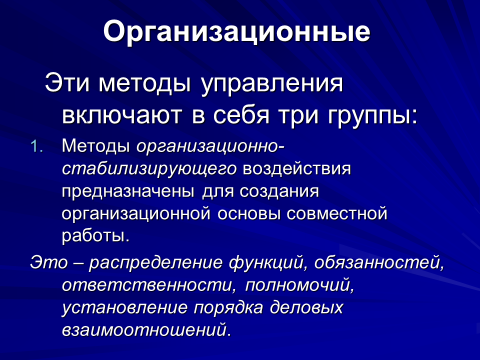 Организационные
Эти методы управления
включают в себя три группы:
1. Методы организационно-
стабилизирующего воздействия
предназначены для создания
организационной основы совместной
работы.
Это – распределение функций, обязанностей,
ответственности, полномочий,
установление порядка деловых
взаимоотношений.